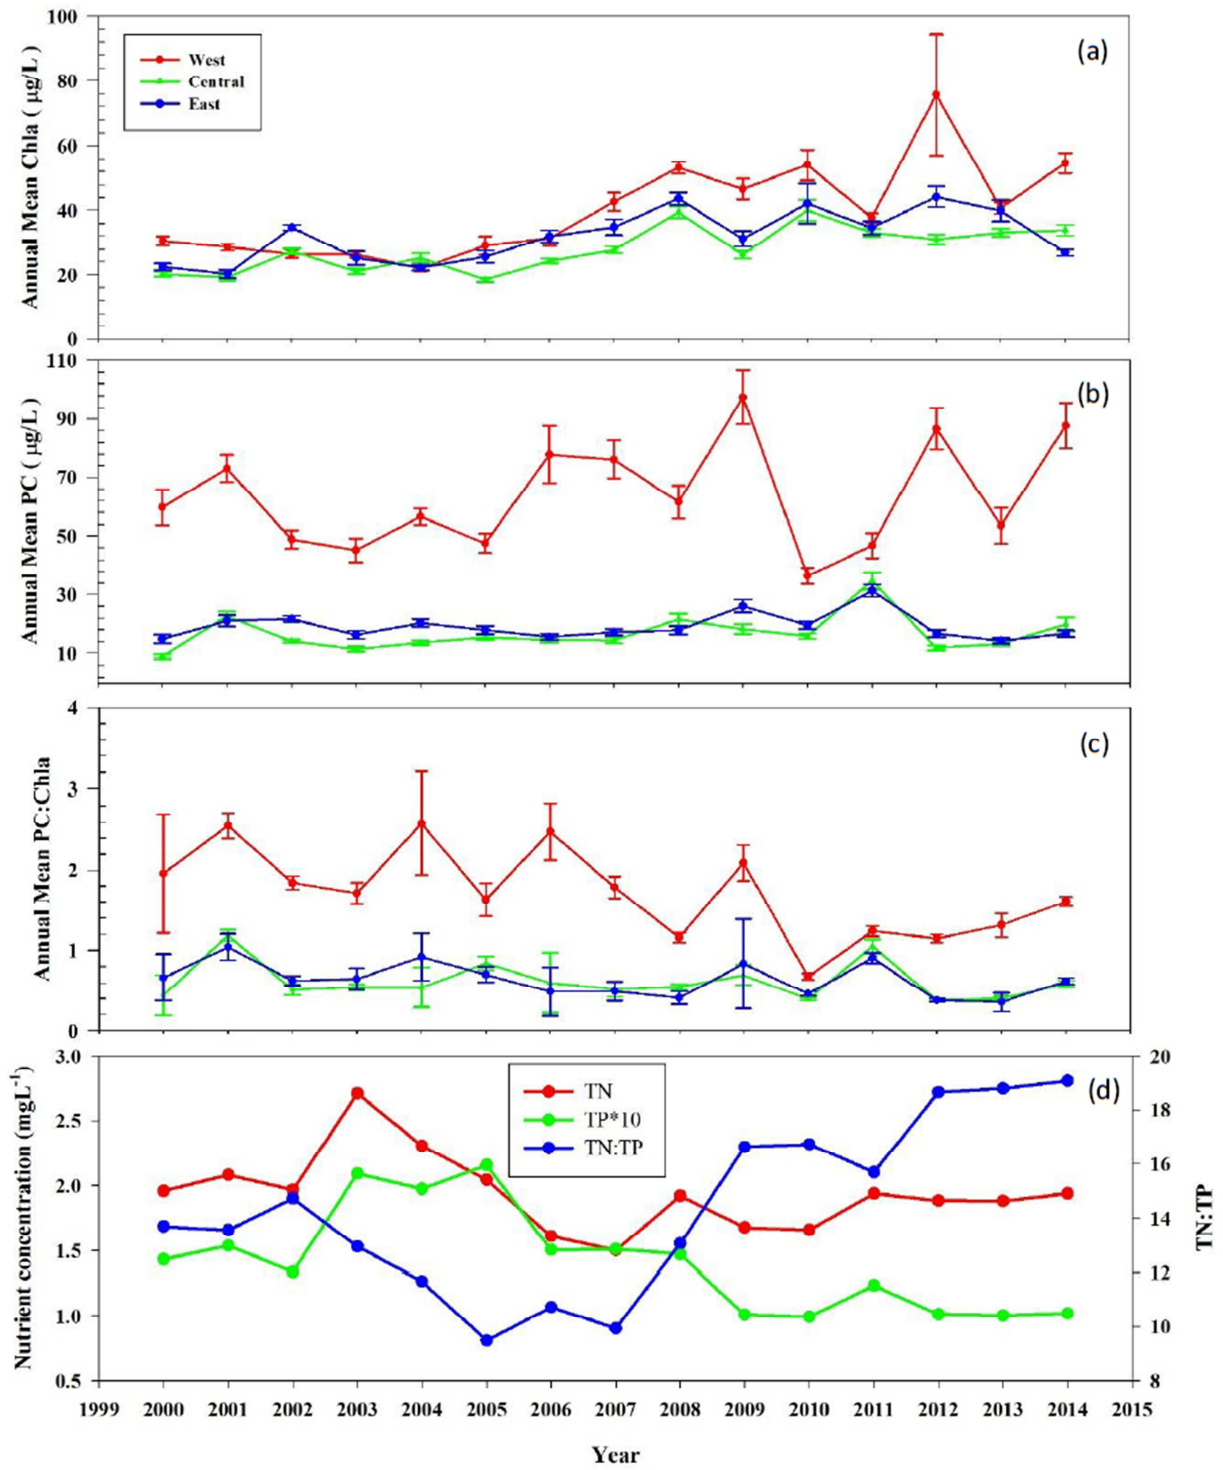 Annual Mean Chla ( µg/L )
100
80
60
40
20
0
West
Central
East
(a)
Annual Mean PC ( µg/L )
110
90
70
50
30
10
(b)
Annual Mean PC:Chla
4
3
2
1
0
(c)
Nutrient concentration (mgL⁻¹)
3.0
2.5
2.0
1.5
1.0
0.5
TN
TP*10
TN:TP
(d)
20
18
16
14
12
10
8
TN:TP
1999 2000 2001 2002 2003 2004 2005 2006 2007 2008 2009 2010 2011 2012 2013 2014 2015
Year